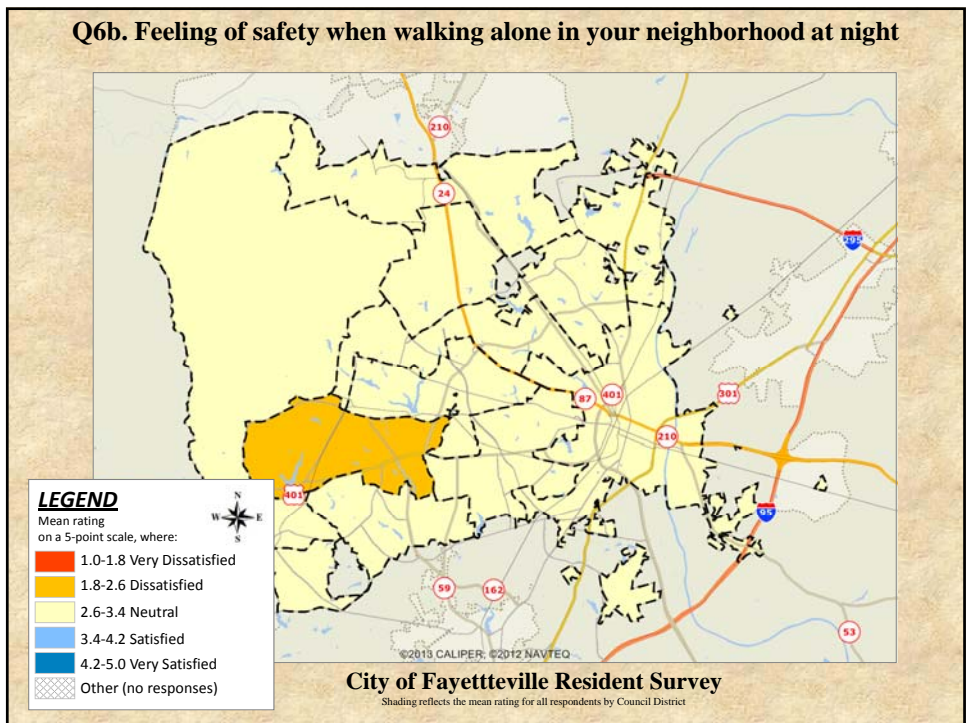 Q6b. Feeling of safety when walking alone in your neighborhood at night
210
24
295
301
87
401
210
401
95
59
162
53
LEGEND
Mean rating
on a 5-point scale, where:
N
W E
S
1.0-1.8 Very Dissatisfied
1.8-2.6 Dissatisfied
2.6-3.4 Neutral
3.4-4.2 Satisfied
4.2-5.0 Very Satisfied
Other (no responses)
©2013 CALIPER; ©2012 NAVTEQ
City of Fayettteville Resident Survey
Shading reflects the mean rating for all respondents by Council District